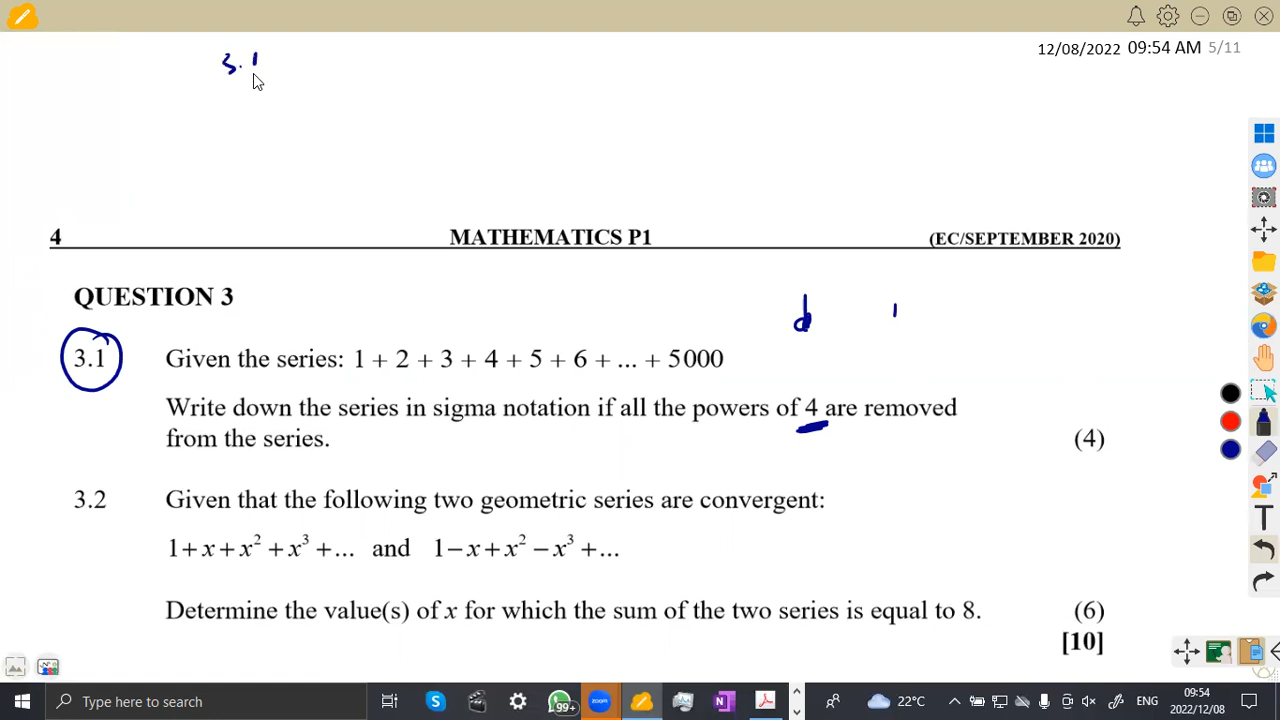 12/08/2022 09:54 AM 5/11
3.1
4 MATHEMATICS P1 (EC/SEPTEMBER 2020)
QUESTION 3
d 1
3.1 Given the series: 1 + 2 + 3 + 4 + 5 + 6 + ... + 5000
Write down the series in sigma notation if all the powers of 4 are removed
from the series. (4)
3.2 Given that the following two geometric series are convergent:
1 + x + x² + x³ + ... and 1 − x + x² − x³ + ...
Determine the value(s) of x for which the sum of the two series is equal to 8. (6)
[10]
Type here to search
99+
zoom
22°C
ENG
09:54
2022/12/08